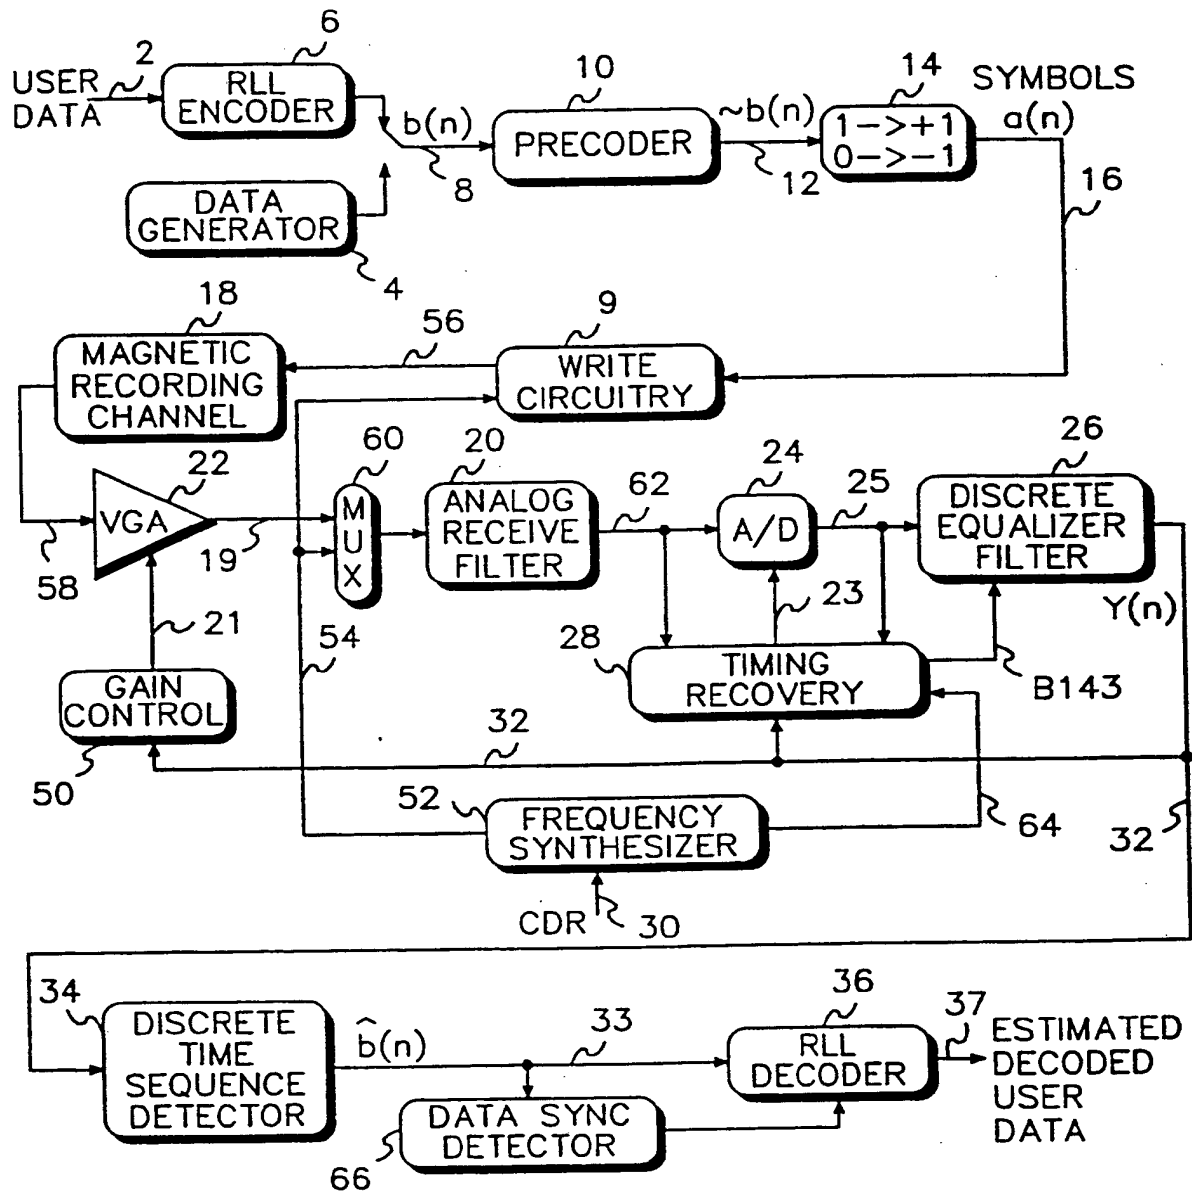 6
2
10
14
SYMBOLS
USER
DATA
RLL
ENCODER
b(n)
PRECODER
~b(n)
1->+1
0->-1
a(n)
8
12
16
DATA
GENERATOR
4
18
56
9
MAGNETIC
RECORDING
CHANNEL
WRITE
CIRCUITRY
60
20
24
26
22
VGA
MUX
ANALOG
RECEIVE
FILTER
62
A/D
25
DISCRETE
EQUALIZER
FILTER
58
19
21
54
23
28
TIMING
RECOVERY
B143
Y(n)
GAIN
CONTROL
50
32
52
FREQUENCY
SYNTHESIZER
64
32
CDR
30
34
DISCRETE
TIME
SEQUENCE
DETECTOR
b̂(n)
33
36
RLL
DECODER
37
ESTIMATED
DECODED
USER
DATA
DATA SYNC
DETECTOR
66